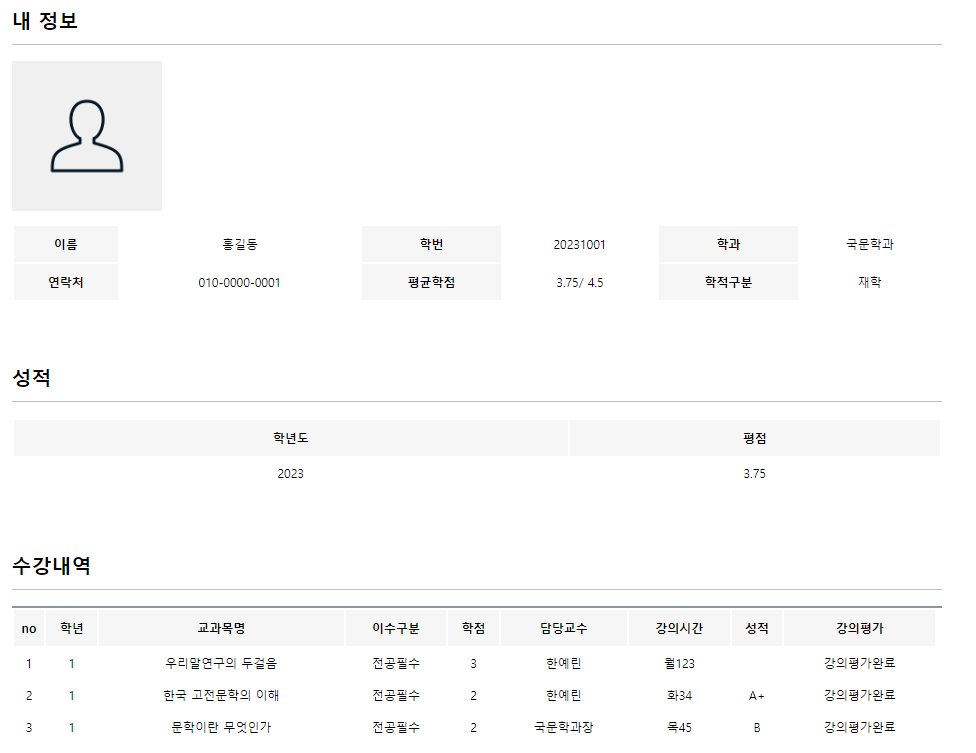 내 정보
이름 홍길동 학번 20231001 학과 국문학과
연락처 010-0000-0001 평균학점 3.75/ 4.5 학적구분 재학
성적
학년도 평점
2023 3.75
수강내역
no 학년 교과목명 이수구분 학점 담당교수 강의시간 성적 강의평가
1 1 우리말연구의 두걸음 전공필수 3 한예린 월123 강의평가완료
2 1 한국 고전문학의 이해 전공필수 2 한예린 화34 A+ 강의평가완료
3 1 문학이란 무엇인가 전공필수 2 국문학과장 목45 B 강의평가완료